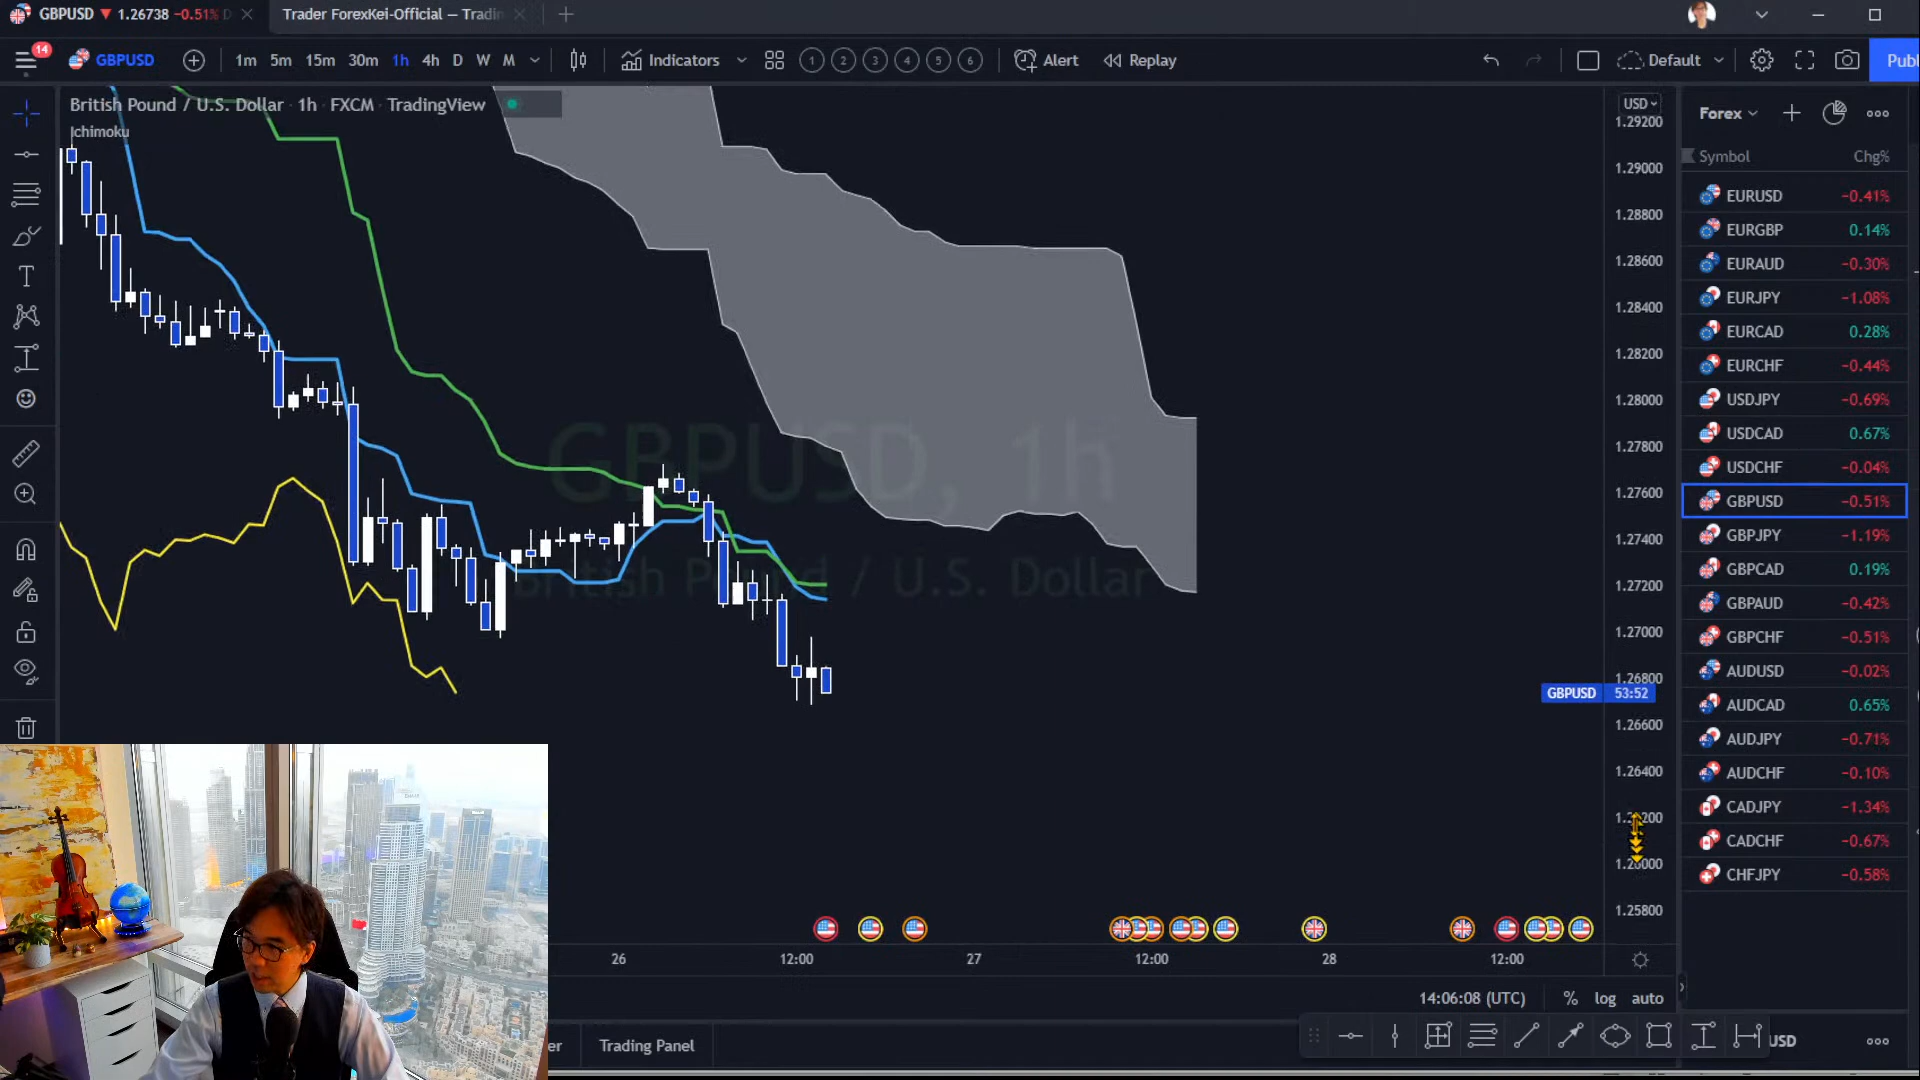 GBPUSD ▼ 1.26738 −0.51% D
Trader ForexKei-Official — Tradin
14
GBPUSD
1m 5m 15m 30m 1h 4h D W M
Indicators
1 2 3 4 5 6
Alert
Replay
Default
Publ
British Pound / U.S. Dollar · 1h · FXCM · TradingView
Ichimoku
GBPUSD, 1h
British Pound / U.S. Dollar
USD
1.29200
1.29000
1.28800
1.28600
1.28400
1.28200
1.28000
1.27800
1.27600
1.27400
1.27200
1.27000
1.26800
GBPUSD 53:52
1.26600
1.26400
1.25800
Forex
Symbol Chg%
EURUSD −0.41%
EURGBP 0.14%
EURAUD −0.30%
EURJPY −1.08%
EURCAD 0.28%
EURCHF −0.44%
USDJPY −0.69%
USDCAD 0.67%
USDCHF −0.04%
GBPUSD −0.51%
GBPJPY −1.19%
GBPCAD 0.19%
GBPAUD −0.42%
GBPCHF −0.51%
AUDUSD −0.02%
AUDCAD 0.65%
AUDJPY −0.71%
AUDCHF −0.10%
CADJPY −1.34%
CADCHF −0.67%
CHFJPY −0.58%
26 12:00 27 12:00 28 12:00
14:06:08 (UTC) % log auto
er
Trading Panel
USD